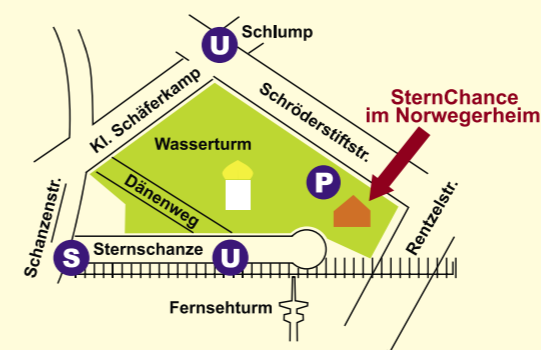 U
Schlump
Kl. Schäferkamp
Schröderstiftstr.
SternChance
im Norwegerheim
Wasserturm
P
Dänenweg
Schanzenstr.
Rentzelstr.
S
Sternschanze
U
Fernsehturm